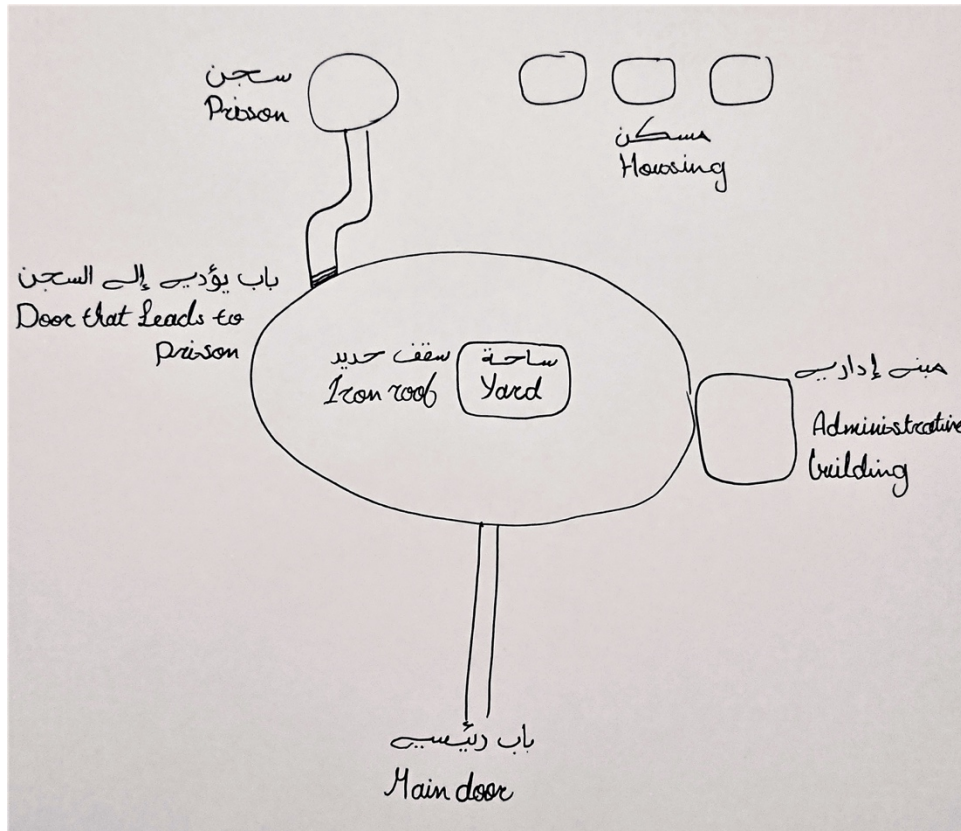 سجن
Prisson
مسكن
Housing
باب يؤدي إلى السجن
Door that Leads to
prison
سقف حديد
Iron roof
ساحة
Yard
مبنى إداري
Administrative
building
باب رئيسي
Main door